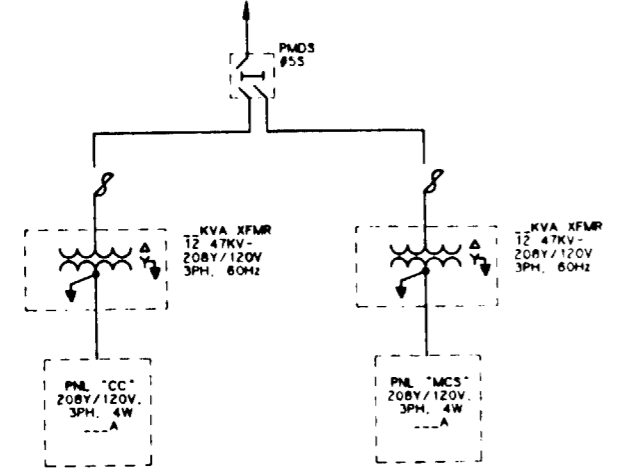 PMDS
#5S
__KVA XFMR
12 47KV-
208Y/120V
3PH, 60Hz
__KVA XFMR
12 47KV-
208Y/120V
3PH, 60Hz
PNL "CC"
208Y/120V,
3PH, 4W
___A
PNL "MCS"
208Y/120V,
3PH, 4W
___A